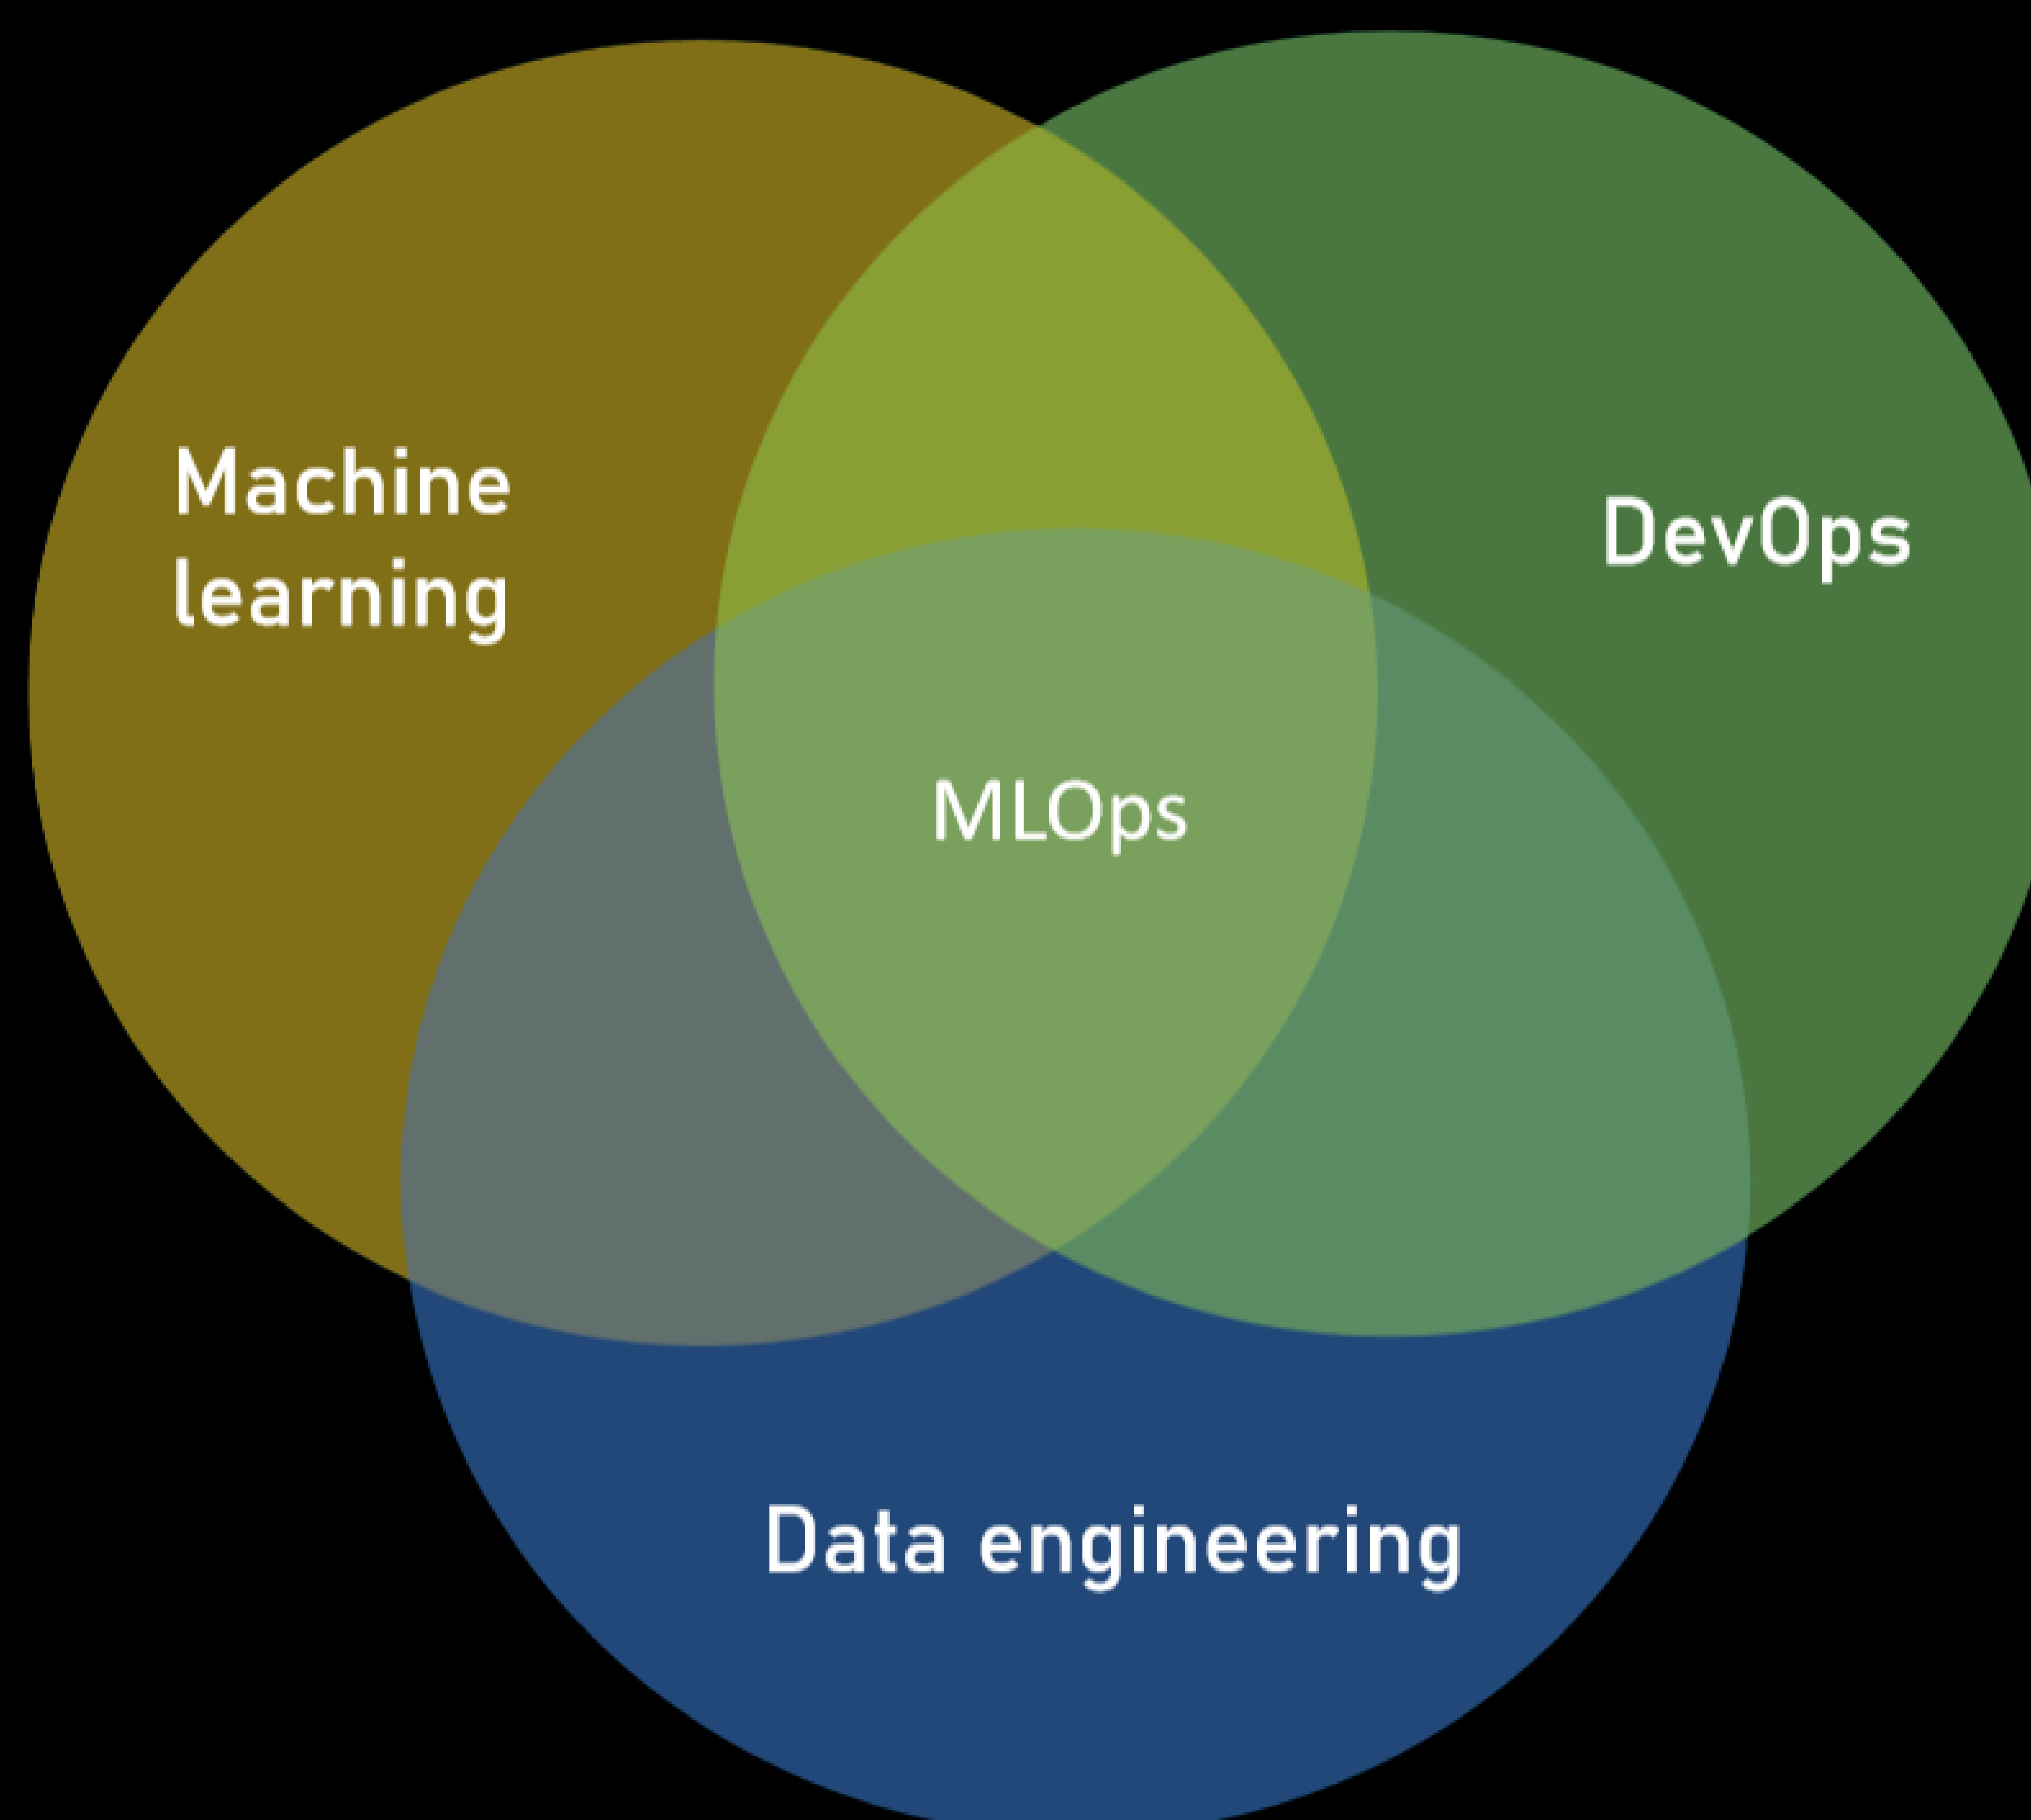 Machine
learning
DevOps
MLOps
Data engineering